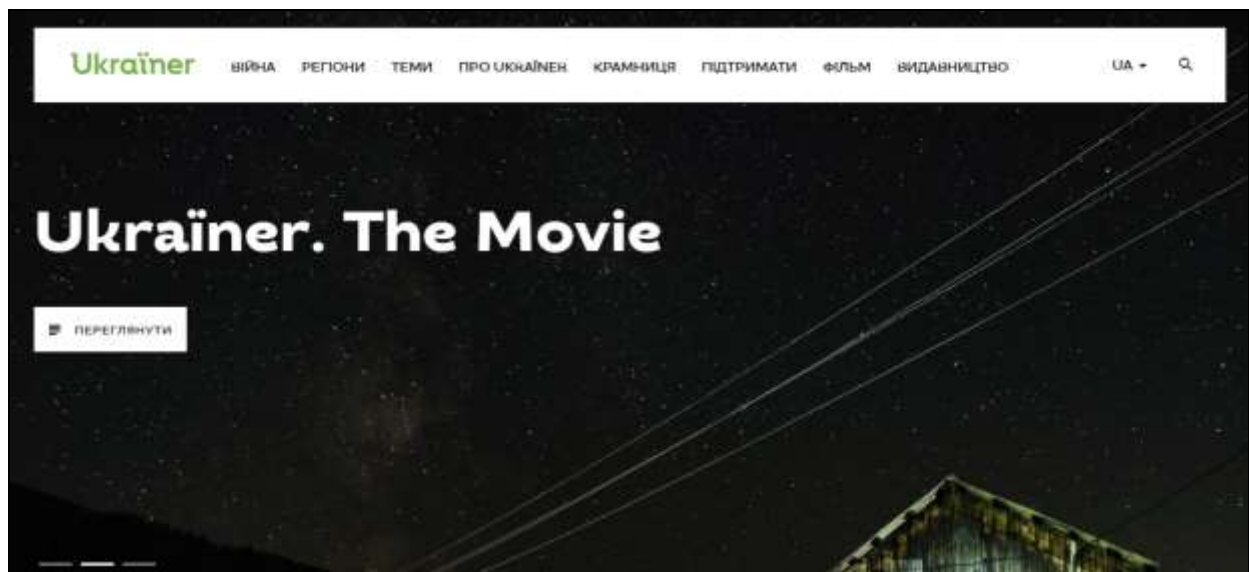 Ukraïner ВІЙНА РЕГІОНИ ТЕМИ ПРО UKRAÏNER КРАМНИЦЯ ПІДТРИМАТИ ФІЛЬМ ВИДАВНИЦТВО UA
Ukraïner. The Movie
ПЕРЕГЛЯНУТИ